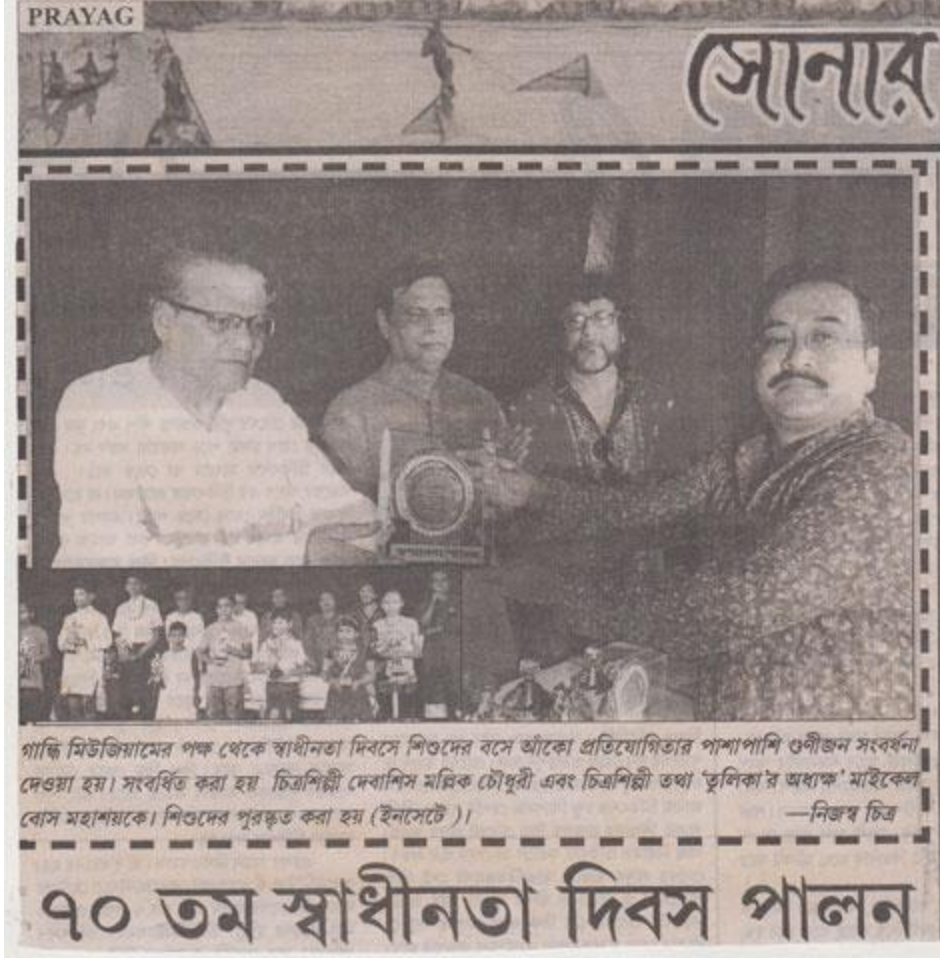 PRAYAG
সোনার
গান্ধি মিউজিয়ামের পক্ষ থেকে স্বাধীনতা দিবসে শিশুদের বসে আঁকো প্রতিযোগিতার পাশাপাশি গুণীজন সংবর্ধনা
দেওয়া হয়। সংবর্ধিত করা হয় চিত্রশিল্পী দেবাশিস মল্লিক চৌধুরী এবং চিত্রশিল্পী তথা 'তুলিকা'র অধ্যক্ষ' মাইকেল
বোস মহাশয়কে। শিশুদের পুরস্কৃত করা হয় (ইনসেটে )। —নিজস্ব চিত্র
৭০ তম স্বাধীনতা দিবস পালন